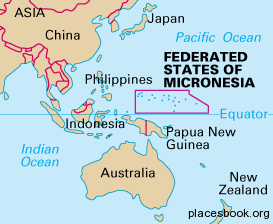 ASIA
Japan
China
Pacific Ocean
FEDERATED
STATES OF
MICRONESIA
Philippines
Equator
Indonesia
Papua New
Guinea
Indian
Ocean
Australia
New
Zealand
placesbook.org